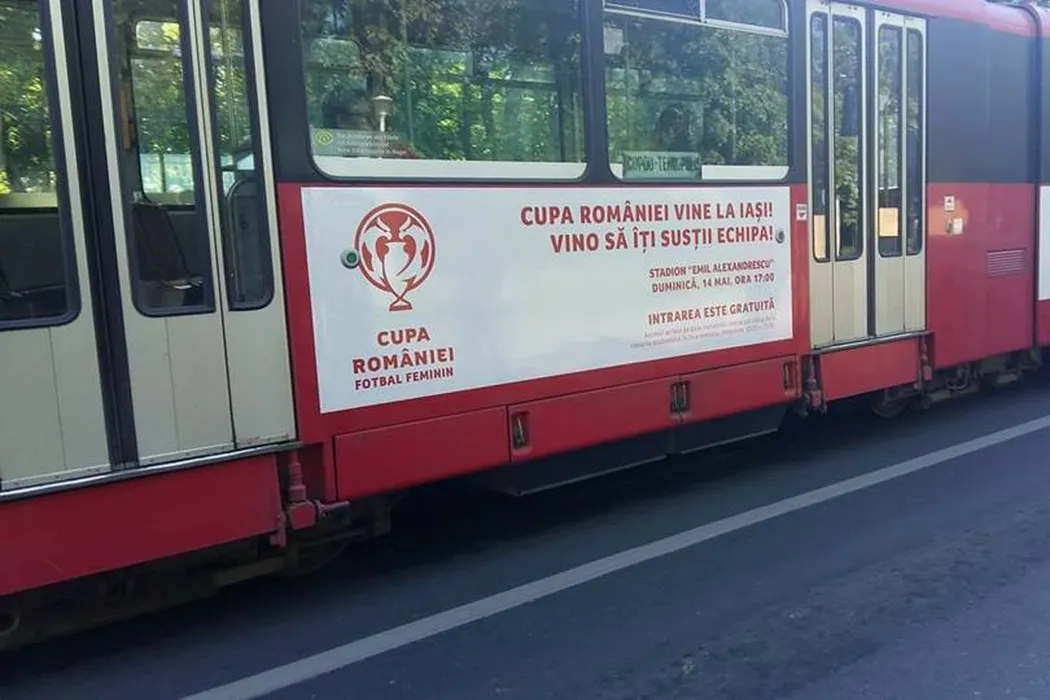 CUPA ROMÂNIEI VINE LA IAȘI!
VINO SĂ ÎȚI SUSȚII ECHIPA!
STADION "EMIL ALEXANDRESCU"
DUMINICĂ, 14 MAI, ORA 17:00
INTRAREA ESTE GRATUITĂ
CUPA
ROMÂNIEI
FOTBAL FEMININ